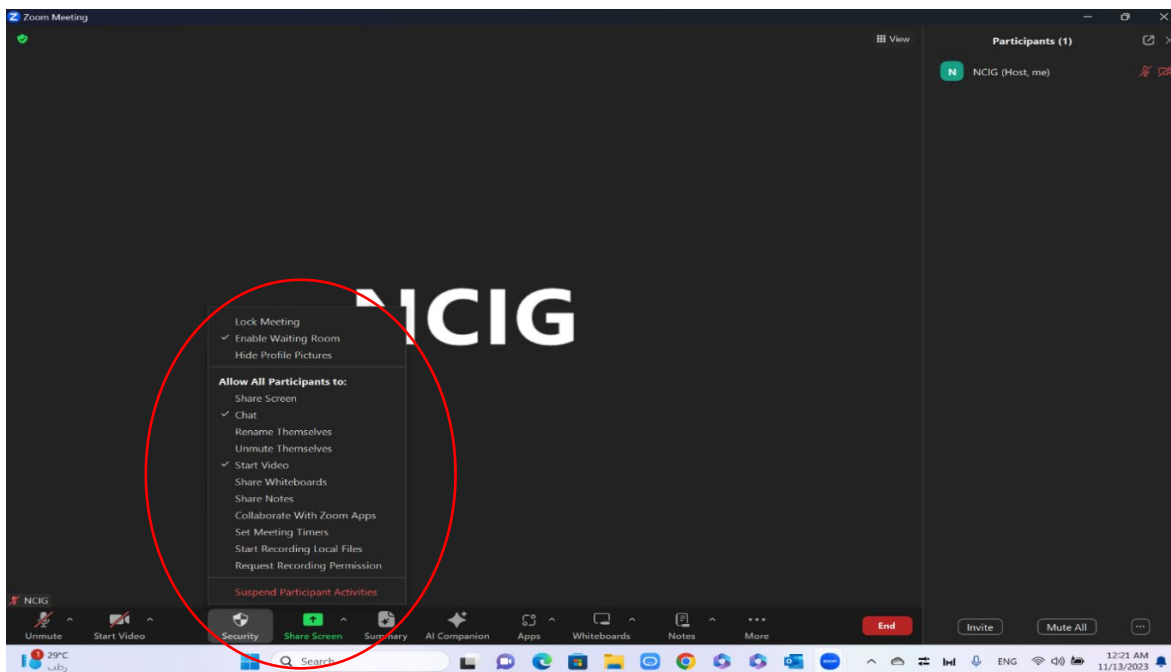 Zoom Meeting
View
Participants (1)
N NCIG (Host, me)
NCIG
Lock Meeting
Enable Waiting Room
Hide Profile Pictures
Allow All Participants to:
Share Screen
Chat
Rename Themselves
Unmute Themselves
Start Video
Share Whiteboards
Share Notes
Collaborate With Zoom Apps
Set Meeting Timers
Start Recording Local Files
Request Recording Permission
Suspend Participant Activities
NCIG
Unmute Start Video Security Share Screen Summary AI Companion Apps Whiteboards Notes More End Invite Mute All
1 29°C
رطب
Search
ENG
12:21 AM
11/13/2023